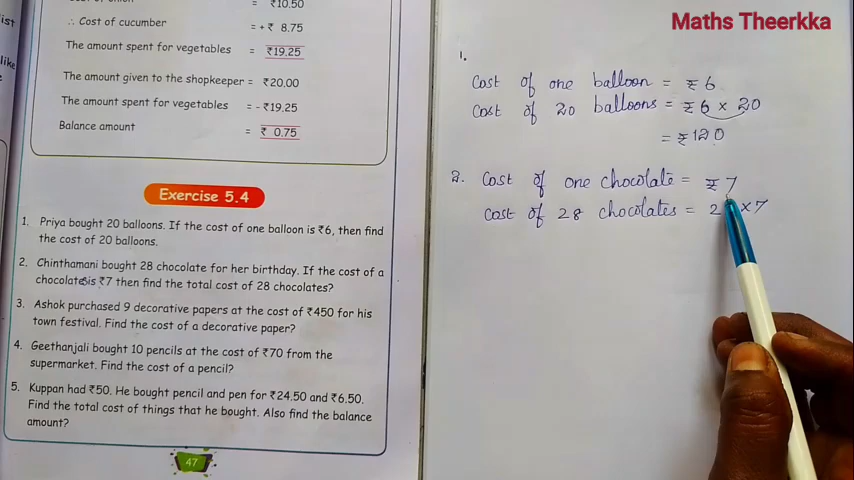 Maths Theerkka
= ₹10.50
∴ Cost of cucumber = + ₹ 8.75
The amount spent for vegetables = ₹19.25
The amount given to the shopkeeper = ₹20.00
The amount spent for vegetables = - ₹19.25
Balance amount = ₹ 0.75
Exercise 5.4
1. Priya bought 20 balloons. If the cost of one balloon is ₹6, then find
the cost of 20 balloons.
2. Chinthamani bought 28 chocolate for her birthday. If the cost of a
chocolate is ₹7 then find the total cost of 28 chocolates?
3. Ashok purchased 9 decorative papers at the cost of ₹450 for his
town festival. Find the cost of a decorative paper?
4. Geethanjali bought 10 pencils at the cost of ₹70 from the
supermarket. Find the cost of a pencil?
5. Kuppan had ₹50. He bought pencil and pen for ₹24.50 and ₹6.50.
Find the total cost of things that he bought. Also find the balance
amount?
47
1.
Cost of one balloon = ₹6
Cost of 20 balloons = ₹6 × 20
= ₹120
2. Cost of one chocolate = ₹7
Cost of 28 chocolates = 2 ×7